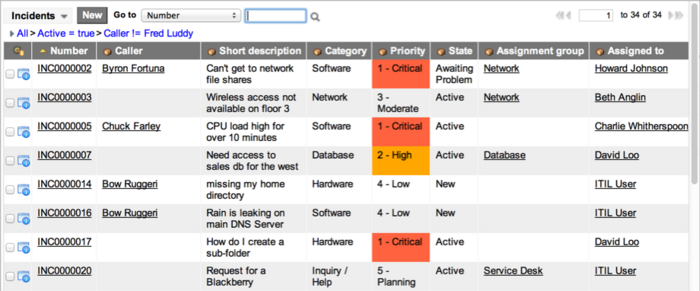 Incidents New Go to Number 1 to 34 of 34
All > Active = true > Caller != Fred Luddy
Number Caller Short description Category Priority State Assignment group Assigned to
INC0000002 Byron Fortuna Can't get to network Software 1 - Critical Awaiting Network Howard Johnson
file shares Problem
INC0000003 Wireless access not Network 3 - Active Network Beth Anglin
available on floor 3 Moderate
INC0000005 Chuck Farley CPU load high for Software 1 - Critical Active Charlie Whitherspoon
over 10 minutes
INC0000007 Need access to Database 2 - High Active Database David Loo
sales db for the west
INC0000014 Bow Ruggeri missing my home Hardware 4 - Low New ITIL User
directory
INC0000016 Bow Ruggeri Rain is leaking on Software 4 - Low New ITIL User
main DNS Server
INC0000017 How do I create a Hardware 1 - Critical Active David Loo
sub-folder
INC0000020 Request for a Inquiry / 5 - Active Service Desk ITIL User
Blackberry Help Planning